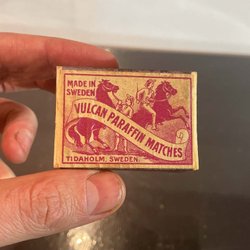 MADE IN
SWEDEN
VULCAN PARAFFIN MATCHES
TIDAHOLM, SWEDEN